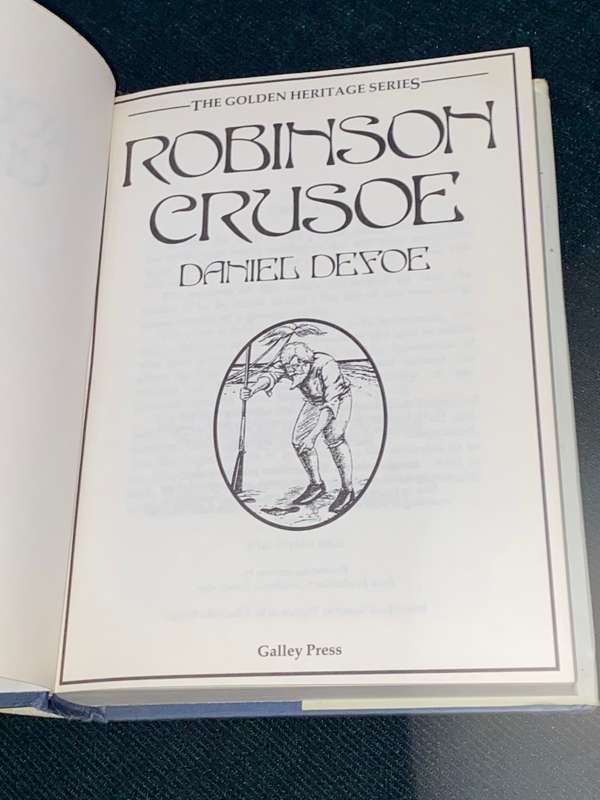 THE GOLDEN HERITAGE SERIES
ROBINSON
CRUSOE
DANIEL DEFOE
Galley Press